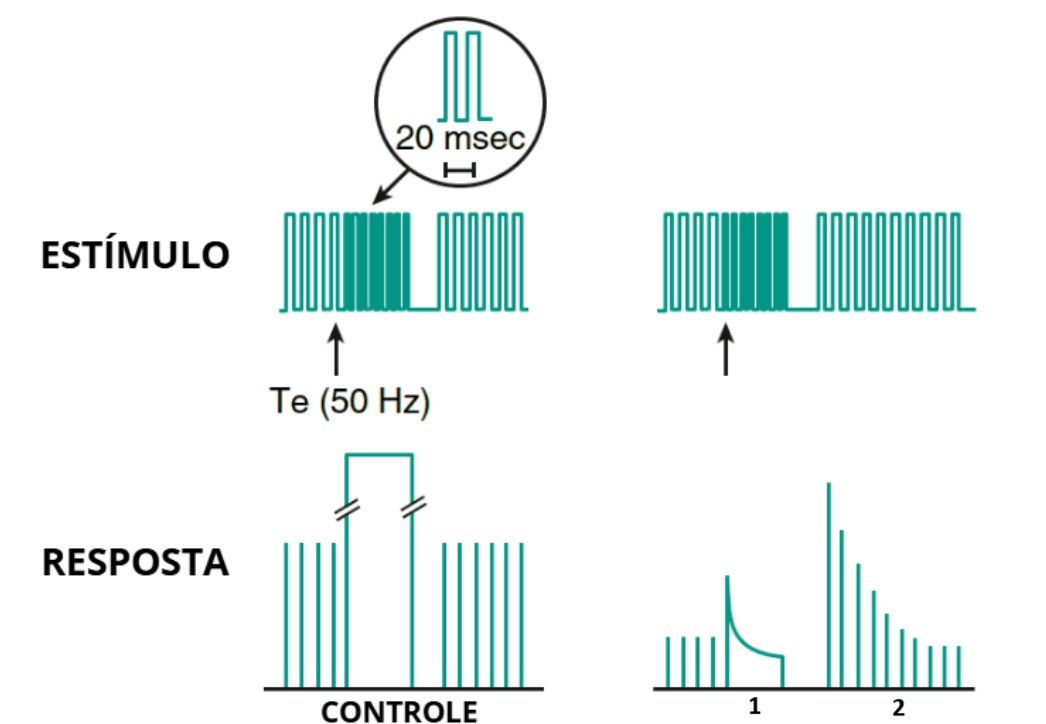 20 msec
ESTÍMULO
Te (50 Hz)
RESPOSTA
CONTROLE
1
2